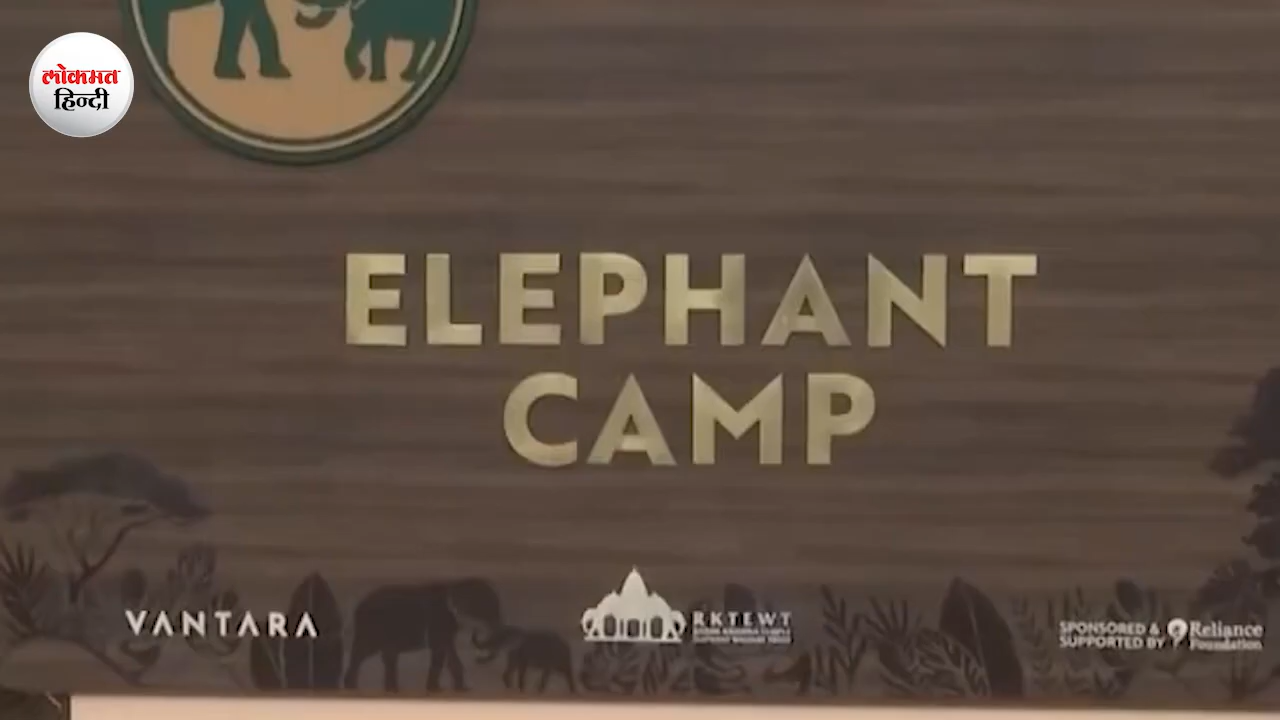 लोकमत
हिन्दी
ELEPHANT
CAMP
VANTARA
RKTEWT
SPONSORED &
SUPPORTED BY
Reliance
Foundation